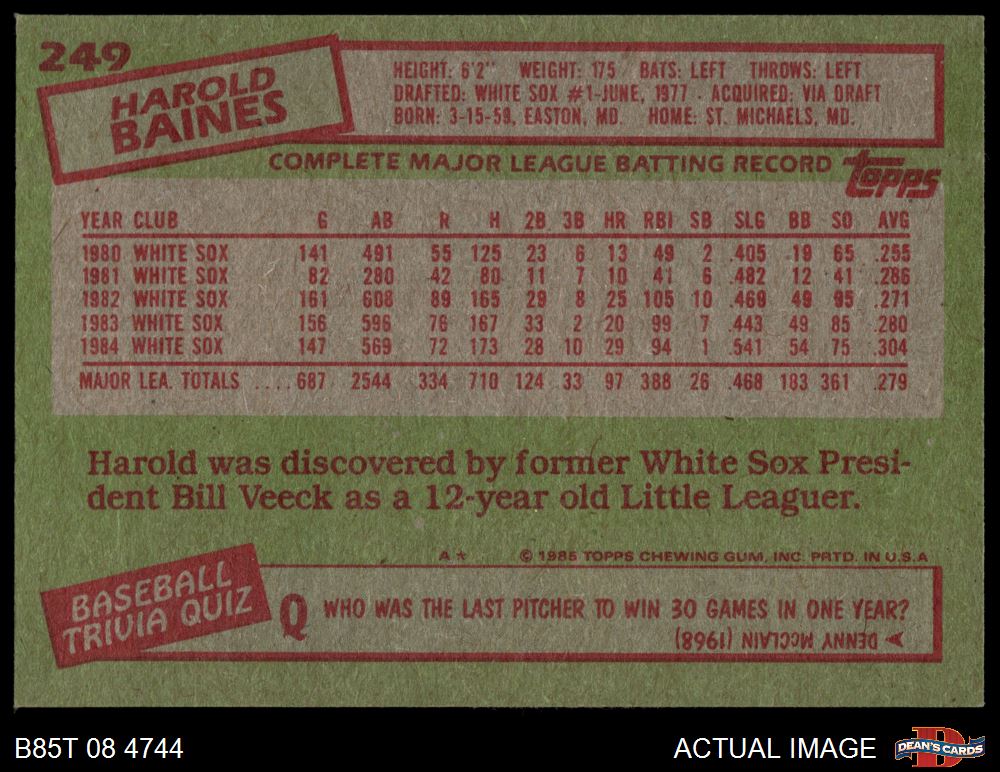 249
HAROLD
BAINES
HEIGHT: 6'2" WEIGHT: 175 BATS: LEFT THROWS: LEFT
DRAFTED: WHITE SOX #1-JUNE, 1977 - ACQUIRED: VIA DRAFT
BORN: 3-15-59, EASTON, MD. HOME: ST. MICHAELS, MD.
COMPLETE MAJOR LEAGUE BATTING RECORD
topps
YEAR CLUB G AB R H 2B 3B HR RBI SB SLG BB SO AVG
1980 WHITE SOX 141 491 55 125 23 6 13 49 2 .405 19 65 .255
1981 WHITE SOX 82 280 42 80 11 7 10 41 6 .482 12 41 .286
1982 WHITE SOX 161 608 89 165 29 8 25 105 10 .469 49 95 .271
1983 WHITE SOX 156 596 76 167 33 2 20 99 7 .443 49 85 .280
1984 WHITE SOX 147 569 72 173 28 10 29 94 1 .541 54 75 .304
MAJOR LEA. TOTALS ....687 2544 334 710 124 33 97 388 26 .468 183 361 .279
Harold was discovered by former White Sox Presi-
dent Bill Veeck as a 12-year old Little Leaguer.
A * © 1985 TOPPS CHEWING GUM, INC. PRTD. IN U.S.A
BASEBALL
TRIVIA QUIZ
Q WHO WAS THE LAST PITCHER TO WIN 30 GAMES IN ONE YEAR?
DENNY McCLAIN (1968)
B85T 08 4744
ACTUAL IMAGE
D
DEAN'S CARDS